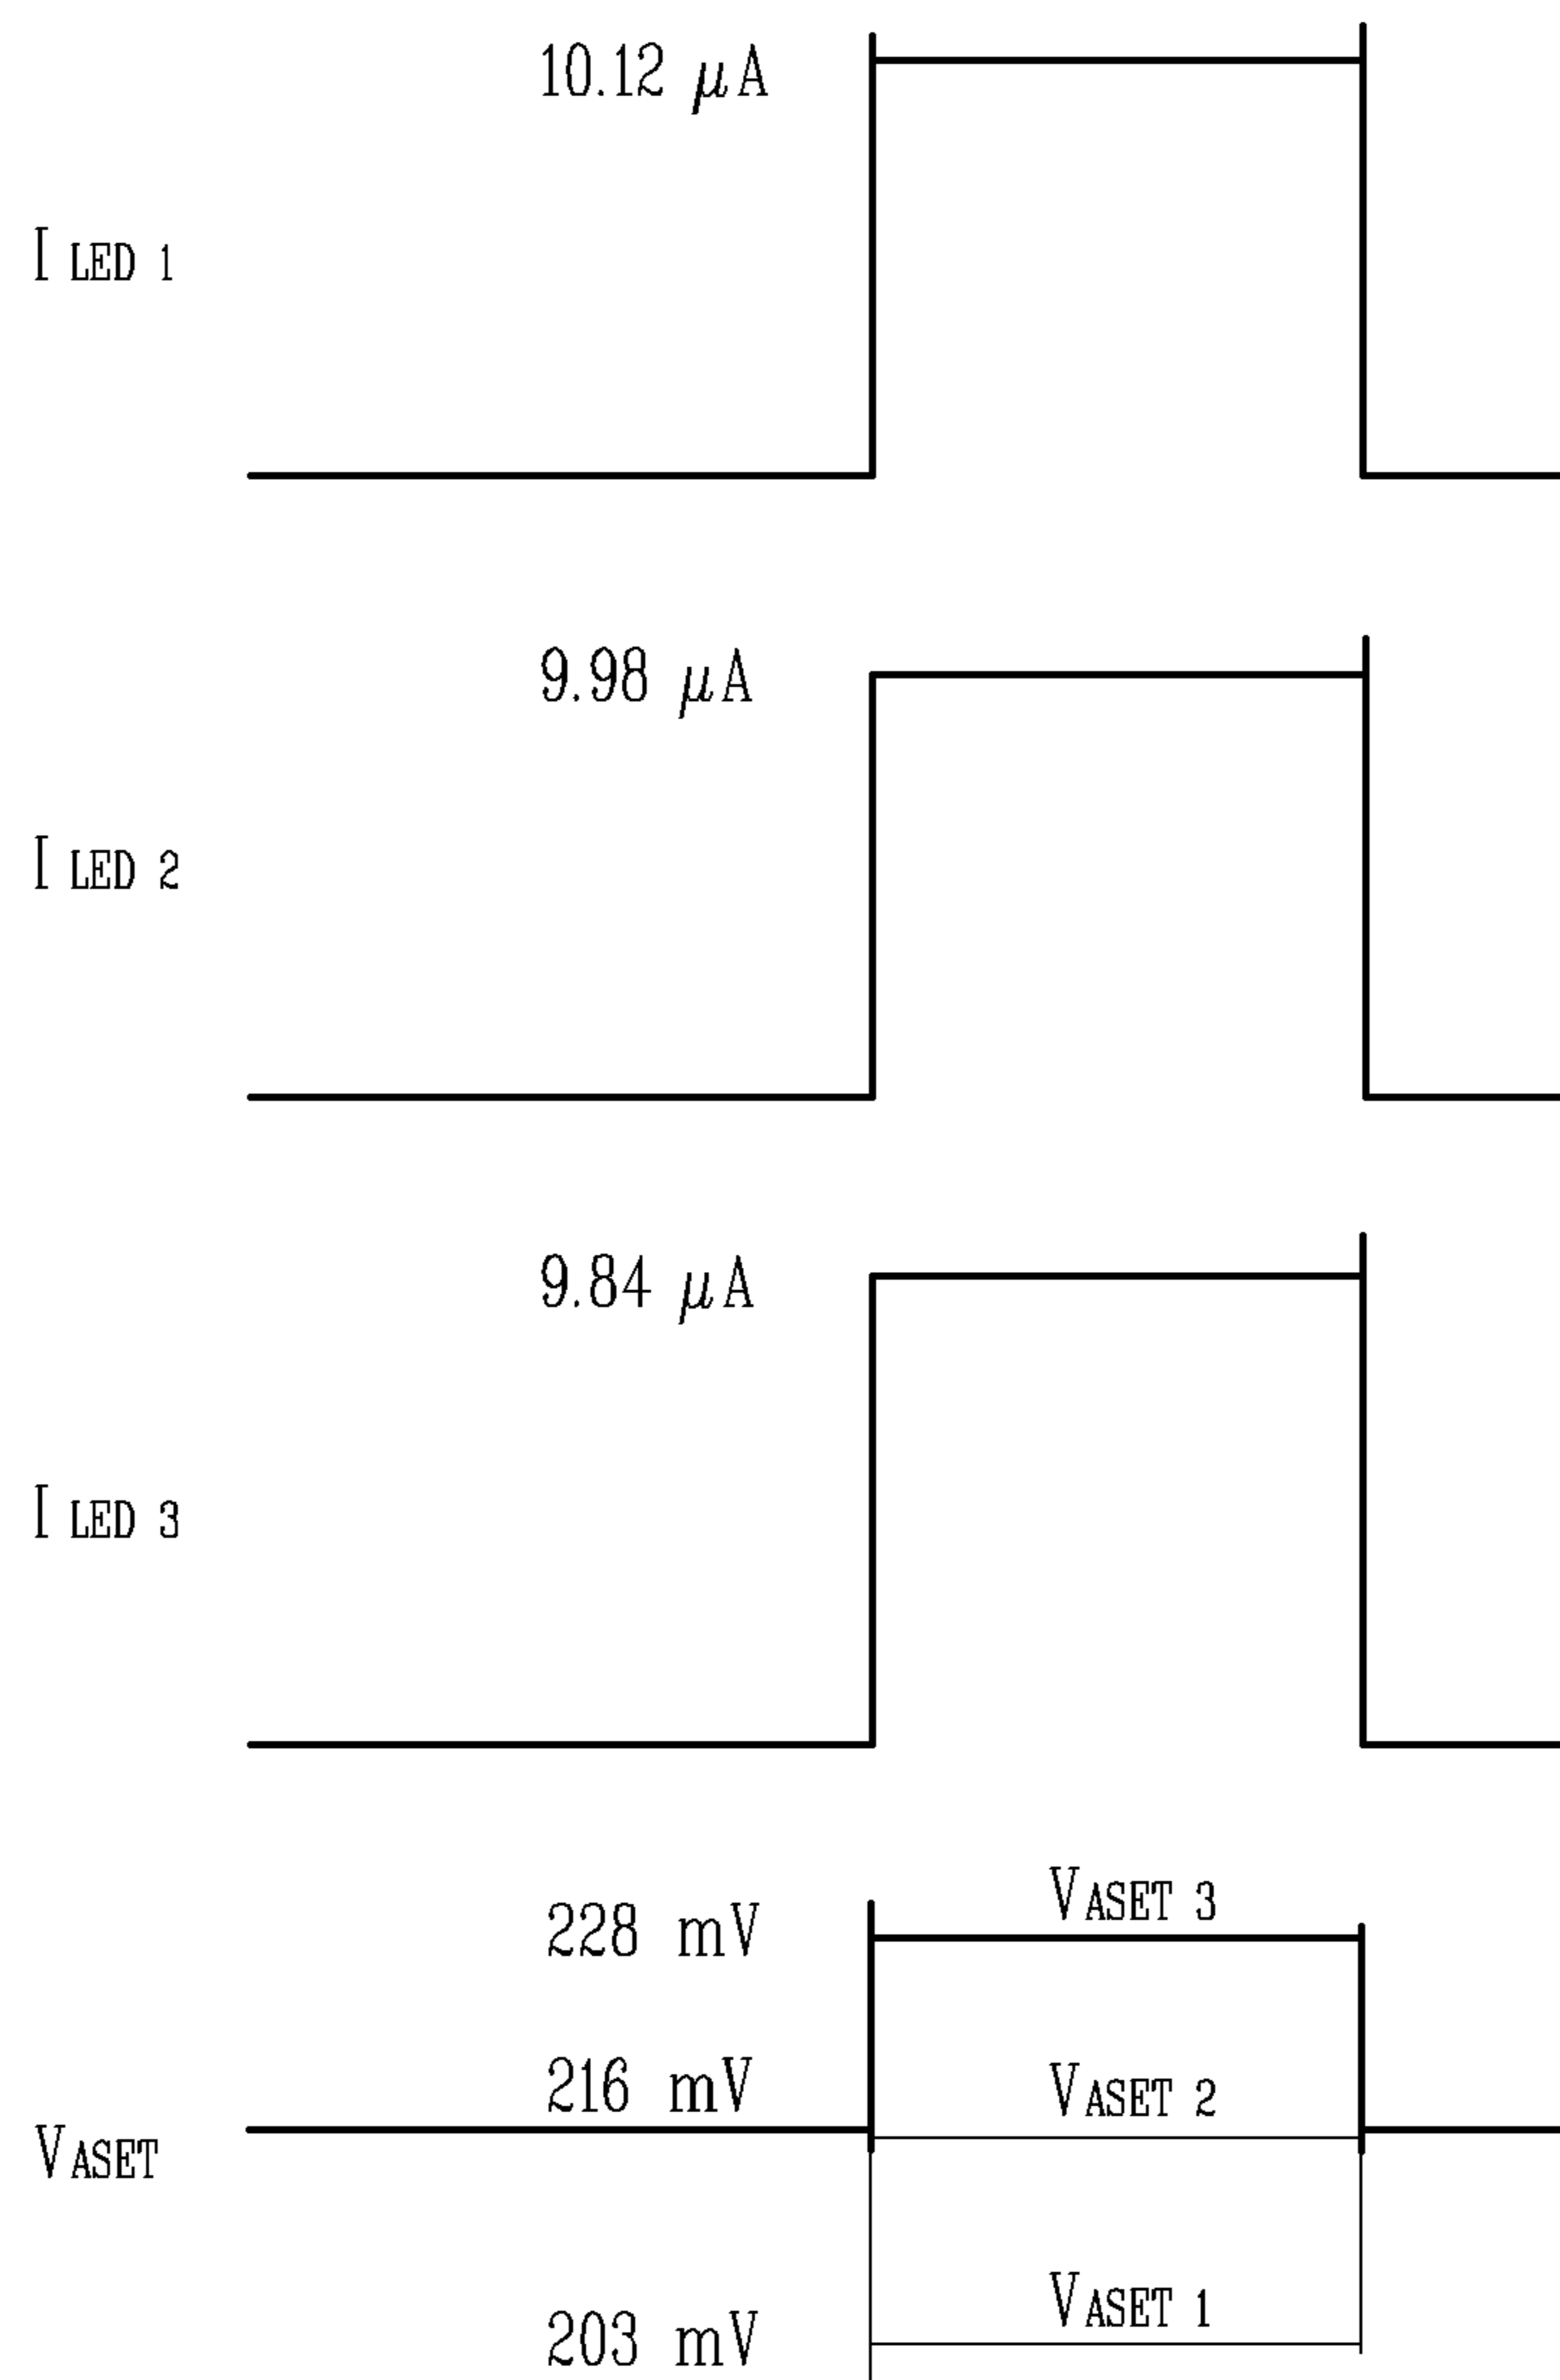 10.12 μA
I LED 1
9.98 μA
I LED 2
9.84 μA
I LED 3
VASET 3
228 mV
216 mV
VASET 2
VASET
VASET 1
203 mV